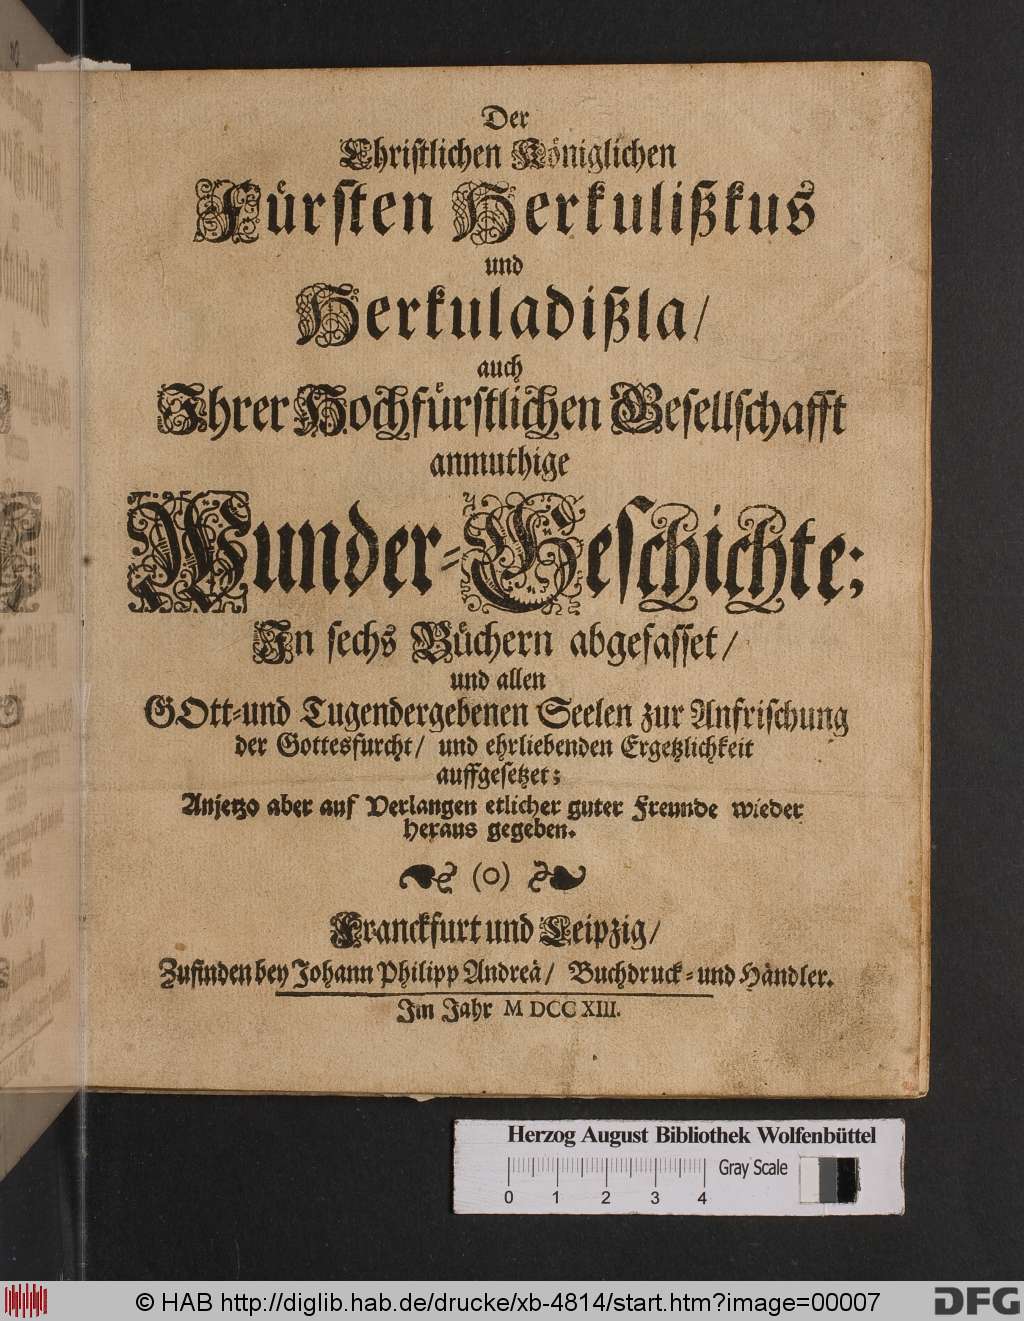 Der
Christlichen Königlichen
Fürsten Herkulißkus
und
Herkuladißla/
auch
Ihrer Hochfürstlichen Gesellschafft
anmuthige
Wunder-Geschichte;
In sechs Büchern abgefasset/
und allen
GOtt-und Tugendergebenen Seelen zur Anfrischung
der Gottesfurcht/ und ehrliebenden Ergetzlichkeit
auffgesetzet;
Anjetzo aber auf Verlangen etlicher guter Freunde wieder
heraus gegeben.
(o)
Franckfurt und Leipzig/
Zufinden bey Johann Philipp Andreä/ Buchdruck-und Händler.
Im Jahr M DCC XIII.
Herzog August Bibliothek Wolfenbüttel
Gray Scale
0 1 2 3 4
© HAB http://diglib.hab.de/drucke/xb-4814/start.htm?image=00007
DFG